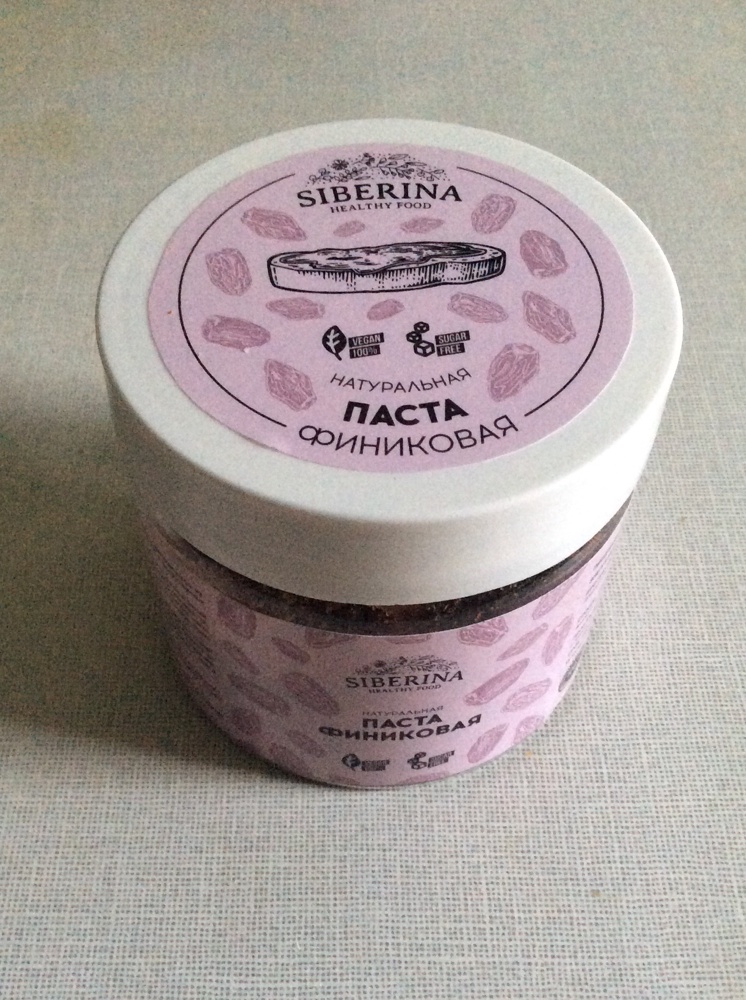 SIBERINA
HEALTHY FOOD
VEGAN
100%
SUGAR
FREE
НАТУРАЛЬНАЯ
ПАСТА
ФИНИКОВАЯ
SIBERINA
HEALTHY FOOD
НАТУРАЛЬНАЯ
ПАСТА
ФИНИКОВАЯ